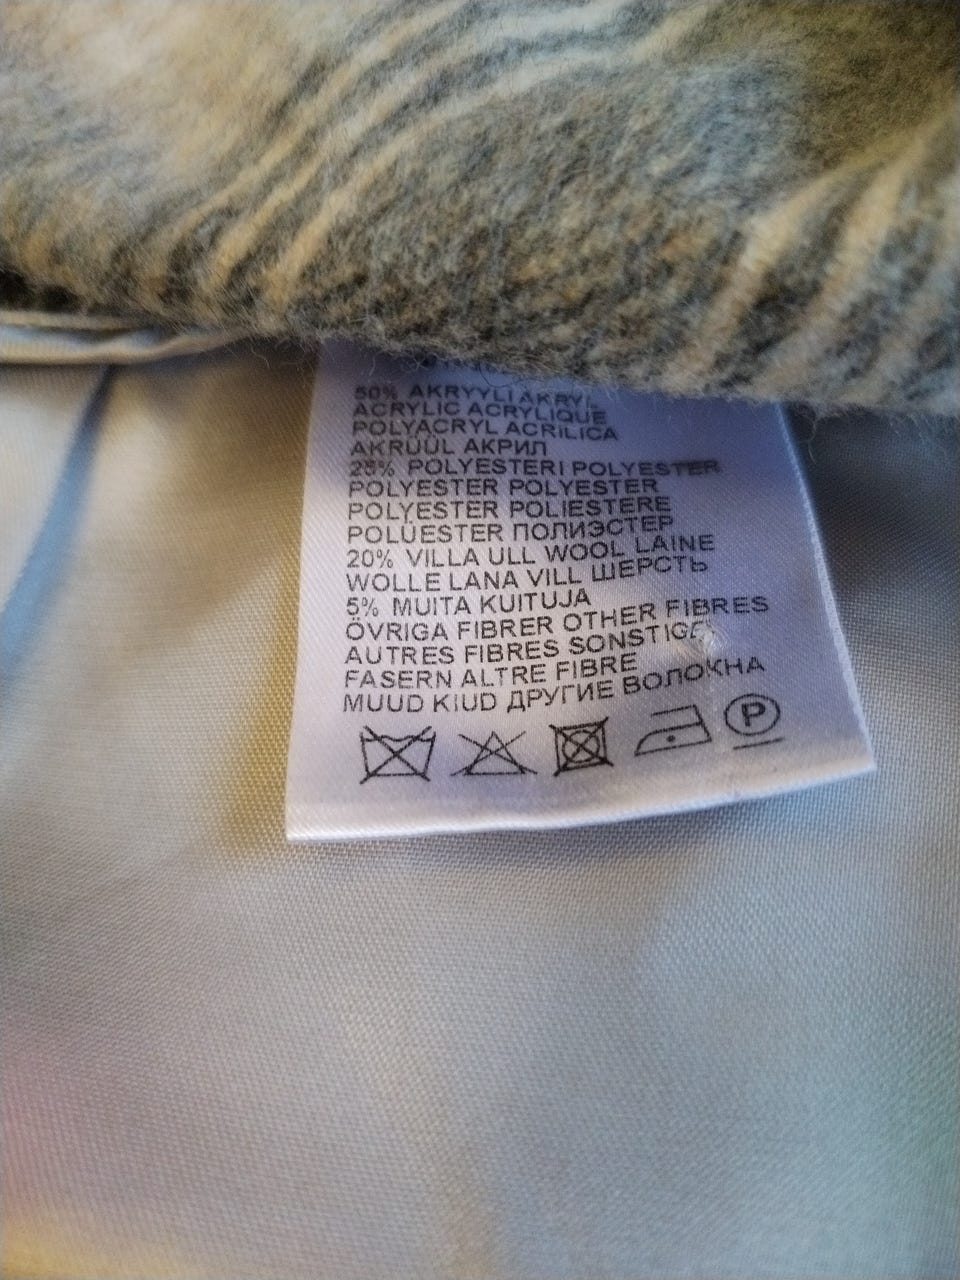 50% AKRYYLI AKRYL
ACRYLIC ACRYLIQUE
POLYACRYL ACRILICA
AKRÜÜL АКРИЛ
25% POLYESTERI POLYESTER
POLYESTER POLYESTER
POLYESTER POLIESTERE
POLÜESTER ПОЛИЭСТЕР
20% VILLA ULL WOOL LAINE
WOLLE LANA VILL ШЕРСТЬ
5% MUITA KUITUJA
ÖVRIGA FIBRER OTHER FIBRES
AUTRES FIBRES SONSTIGE
FASERN ALTRE FIBRE
MUUD KIUD ДРУГИЕ ВОЛОКНА
P